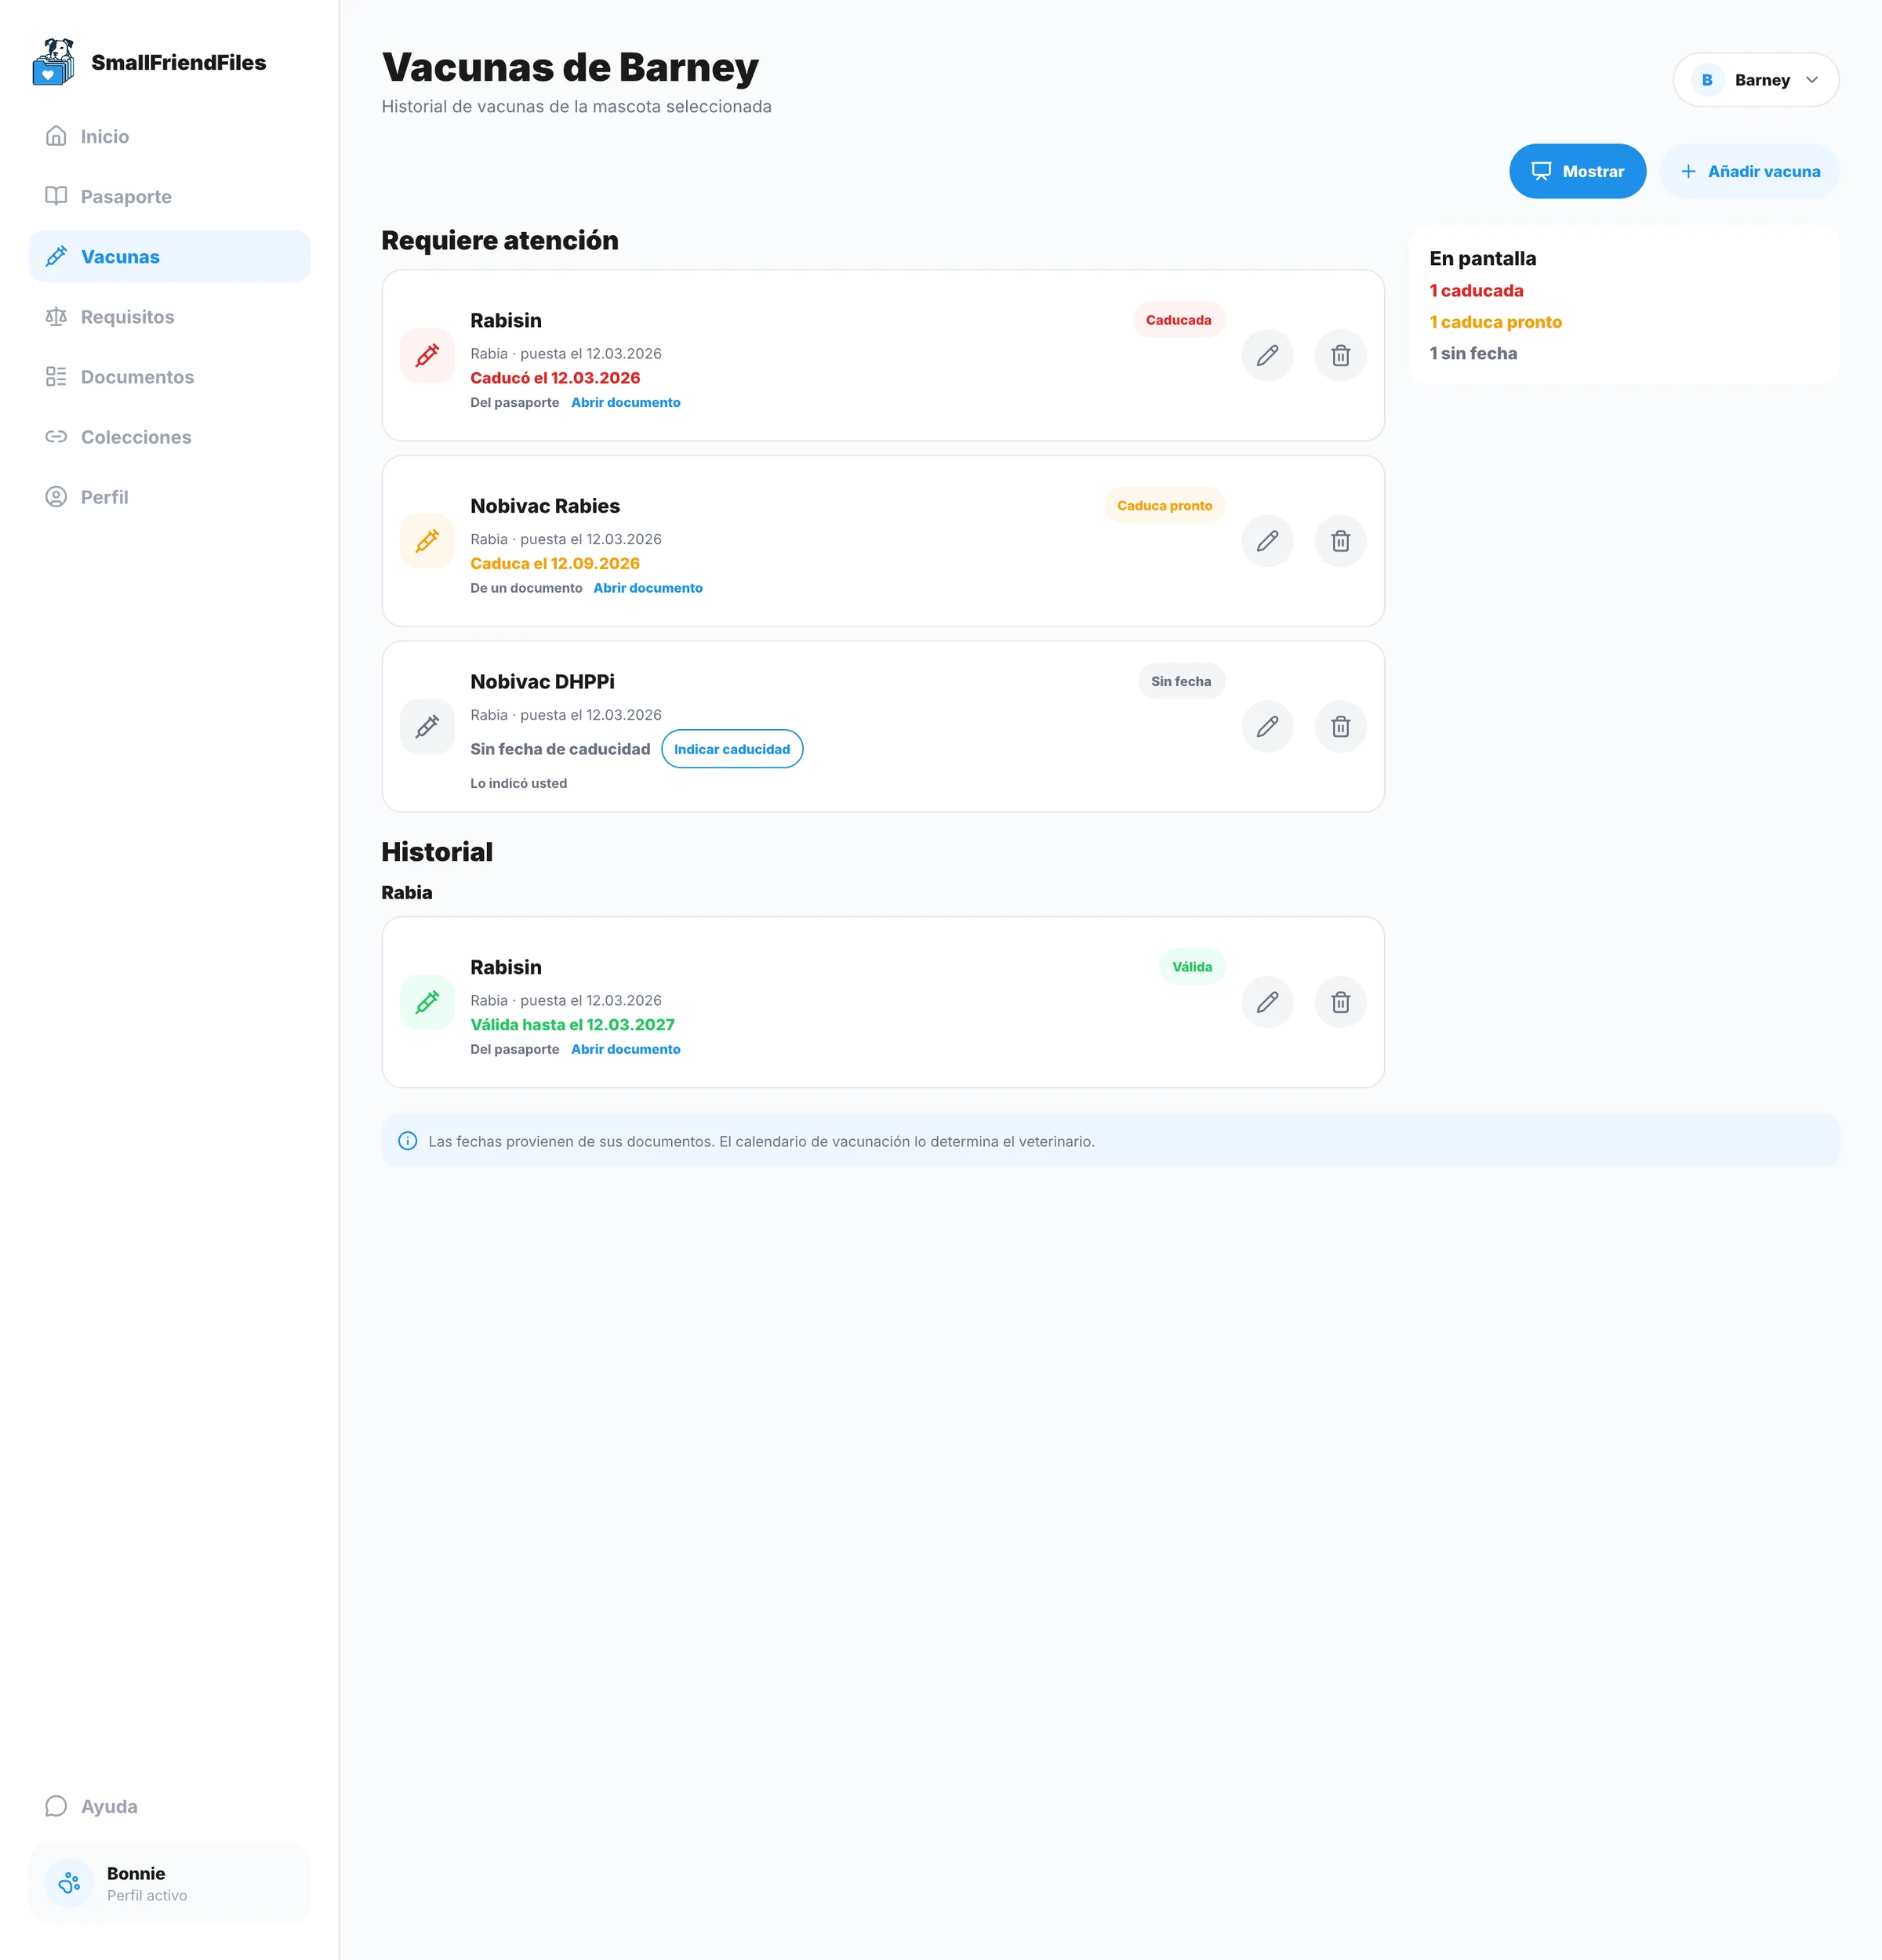 SmallFriendFiles
Inicio
Pasaporte
Vacunas
Requisitos
Documentos
Colecciones
Perfil
Ayuda
Bonnie
Perfil activo
Vacunas de Barney
Historial de vacunas de la mascota seleccionada
B Barney
Mostrar
Añadir vacuna
Requiere atención
Rabisin
Caducada
Rabia · puesta el 12.03.2026
Caducó el 12.03.2026
Del pasaporte Abrir documento
Nobivac Rabies
Caduca pronto
Rabia · puesta el 12.03.2026
Caduca el 12.09.2026
De un documento Abrir documento
Nobivac DHPPi
Sin fecha
Rabia · puesta el 12.03.2026
Sin fecha de caducidad Indicar caducidad
Lo indicó usted
Historial
Rabia
Rabisin
Válida
Rabia · puesta el 12.03.2026
Válida hasta el 12.03.2027
Del pasaporte Abrir documento
En pantalla
1 caducada
1 caduca pronto
1 sin fecha
Las fechas provienen de sus documentos. El calendario de vacunación lo determina el veterinario.